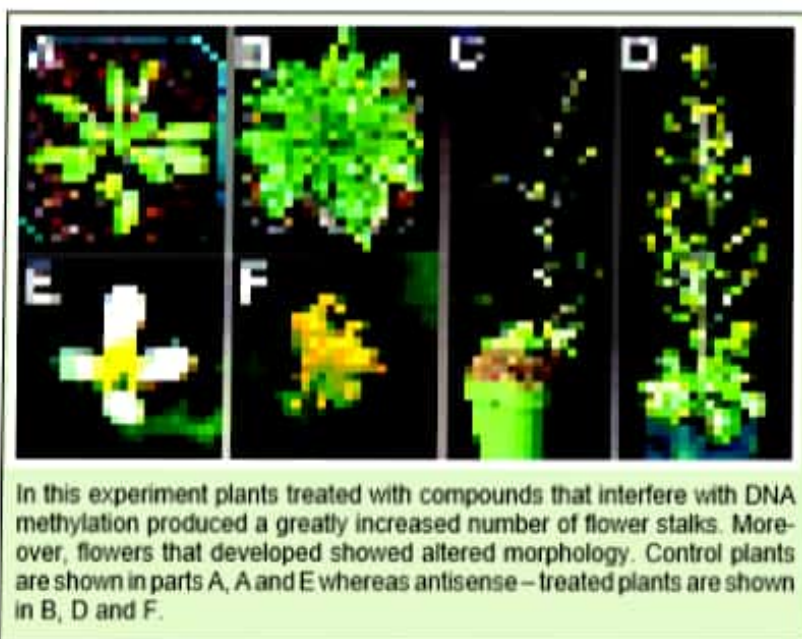 A B C D
E F
In this experiment plants treated with compounds that interfere with DNA
methylation produced a greatly increased number of flower stalks. More-
over, flowers that developed showed altered morphology. Control plants
are shown in parts A, A and E whereas antisense – treated plants are shown
in B, D and F.